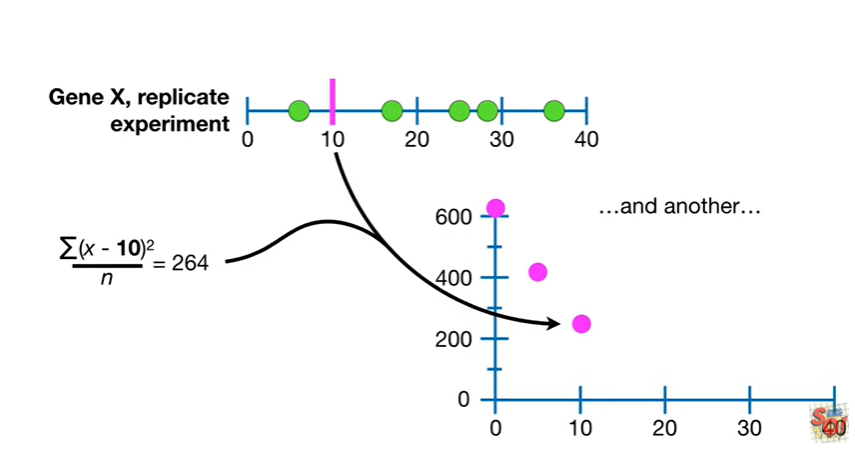 Gene X, replicate
experiment
0 10 20 30 40
…and another…
∑(x - 10)²
n
= 264
600
400
200
0
0 10 20 30 40